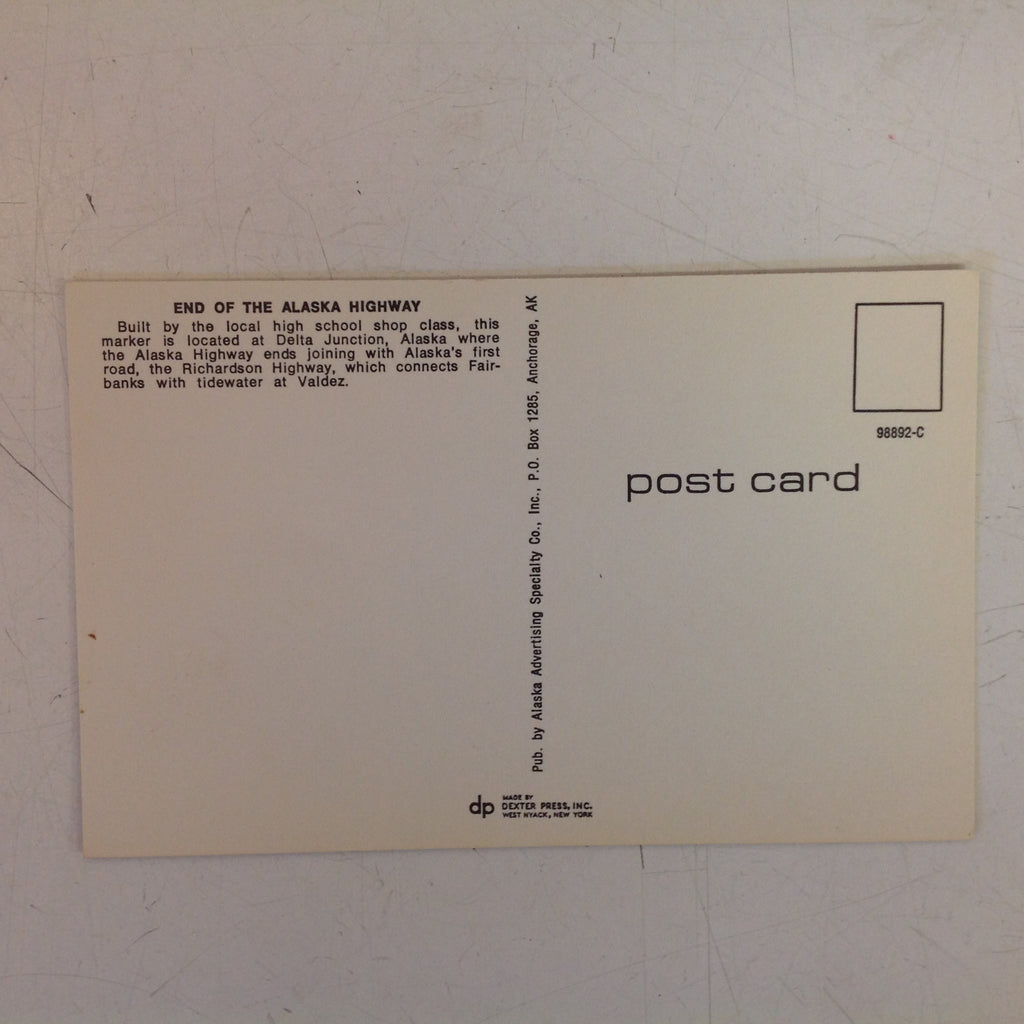 END OF THE ALASKA HIGHWAY
Built by the local high school shop class, this
marker is located at Delta Junction, Alaska where
the Alaska Highway ends joining with Alaska's first
road, the Richardson Highway, which connects Fair-
banks with tidewater at Valdez.
Pub. by Alaska Advertising Specialty Co., Inc., P.O. Box 1285, Anchorage, AK
98892-C
post card
dp
MADE BY
DEXTER PRESS, INC.
WEST NYACK, NEW YORK